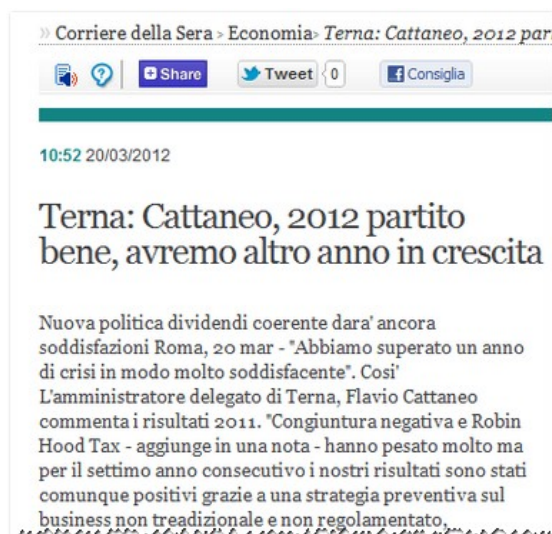 » Corriere della Sera > Economia> Terna: Cattaneo, 2012 par
Share Tweet 0 Consiglia
10:52 20/03/2012
Terna: Cattaneo, 2012 partito
bene, avremo altro anno in crescita
Nuova politica dividendi coerente dara' ancora
soddisfazioni Roma, 20 mar - "Abbiamo superato un anno
di crisi in modo molto soddisfacente". Cosi'
L'amministratore delegato di Terna, Flavio Cattaneo
commenta i risultati 2011. "Congiuntura negativa e Robin
Hood Tax - aggiunge in una nota - hanno pesato molto ma
per il settimo anno consecutivo i nostri risultati sono stati
comunque positivi grazie a una strategia preventiva sul
business non treadizionale e non regolamentato,